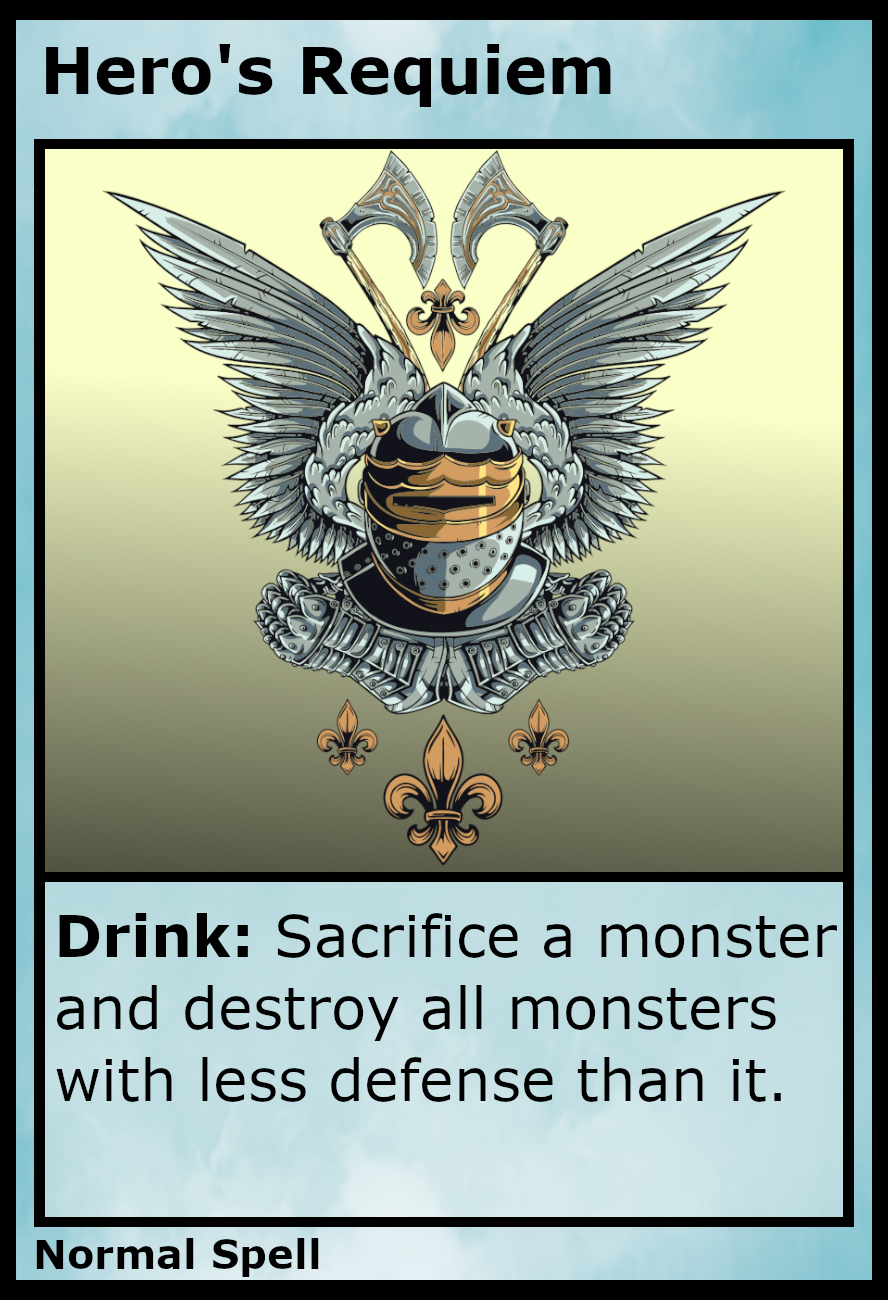 Hero's Requiem
Drink: Sacrifice a monster
and destroy all monsters
with less defense than it.
Normal Spell